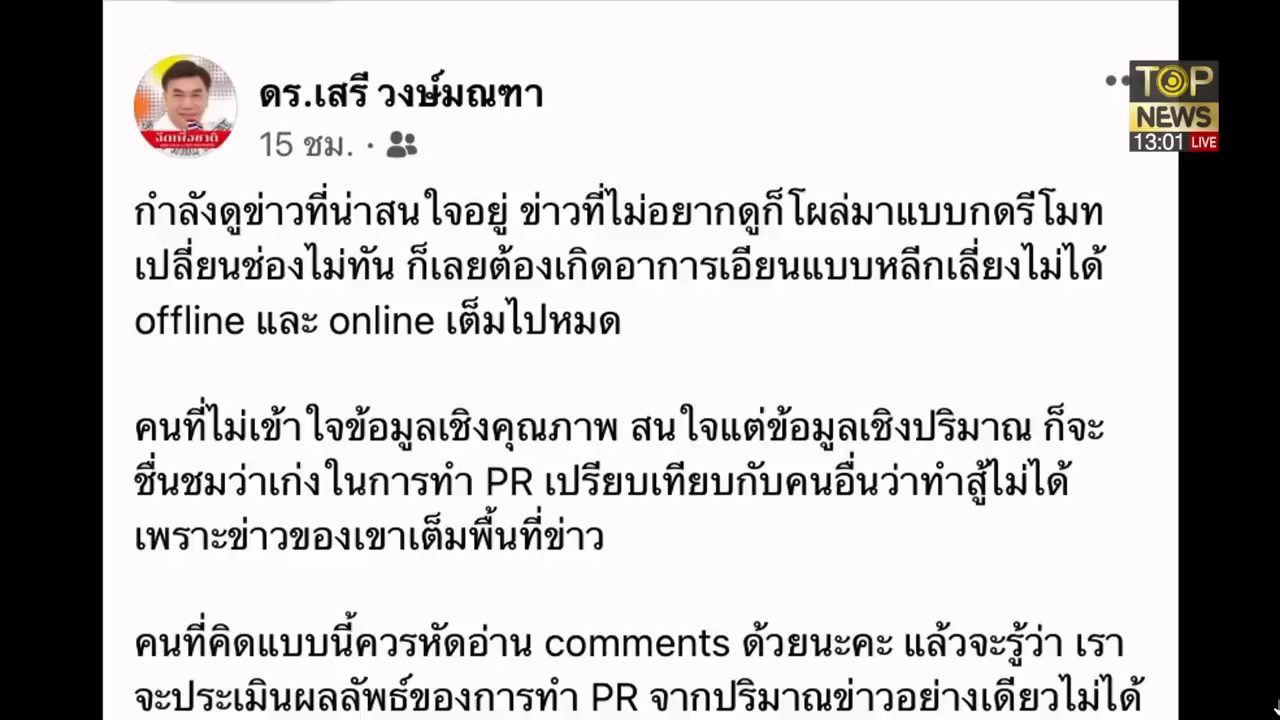 ดร.เสรี วงษ์มณฑา
15 ชม. ·
TOP
NEWS
13:01 LIVE
กำลังดูข่าวที่น่าสนใจอยู่ ข่าวที่ไม่อยากดูก็โผล่มาแบบกดรีโมท
เปลี่ยนช่องไม่ทัน ก็เลยต้องเกิดอาการเอียนแบบหลีกเลี่ยงไม่ได้
offline และ online เต็มไปหมด
คนที่ไม่เข้าใจข้อมูลเชิงคุณภาพ สนใจแต่ข้อมูลเชิงปริมาณ ก็จะ
ชื่นชมว่าเก่งในการทำ PR เปรียบเทียบกับคนอื่นว่าทำสู้ไม่ได้
เพราะข่าวของเขาเต็มพื้นที่ข่าว
คนที่คิดแบบนี้ควรหัดอ่าน comments ด้วยนะคะ แล้วจะรู้ว่า เรา
จะประเมินผลลัพธ์ของการทำ PR จากปริมาณข่าวอย่างเดียวไม่ได้